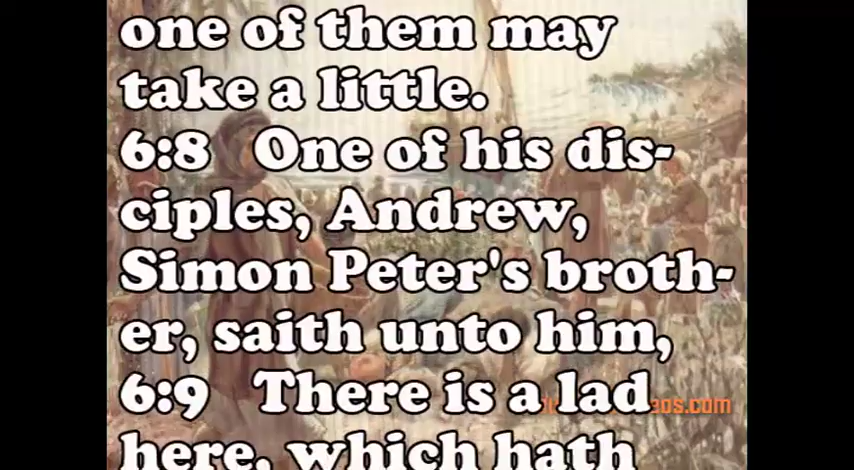 one of them may
take a little.
6:8 One of his dis-
ciples, Andrew,
Simon Peter's broth-
er, saith unto him,
6:9 There is a lad
here, which hath